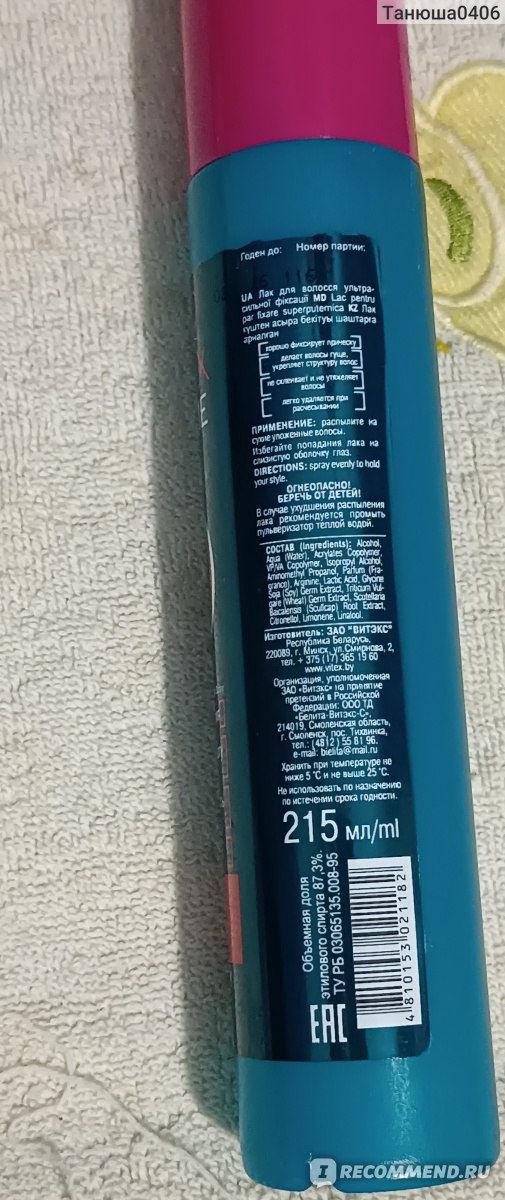 Танюша0406
Годен до: Номер партии:
116
UA Лак для волосся ультра-
сильної фіксації MD Lac pentru
par fixare superputernica KZ Лак
күштен асыра бекітуы шаштарга
арналган
хорошо фиксирует прическу
делает волосы гуще,
укрепляет структуру волос
не склеивает и не утяжеляет
волосы
легко удаляется при
расчесывании
ПРИМЕНЕНИЕ: распылите на
сухие уложенные волосы.
Избегайте попадания лака на
слизистую оболочку глаз.
DIRECTIONS: spray evenly to hold
your style.
ОГНЕОПАСНО!
БЕРЕЧЬ ОТ ДЕТЕЙ!
В случае ухудшения распыления
лака рекомендуется промыть
пульверизатор теплой водой.
СОСТАВ (Ingredients): Alcohol,
Aqua (Water), Acrylates Copolymer,
VP/VA Copolymer, Isopropyl Alcohol,
Aminomethyl Propanol, Parfum (Fra-
grance), Arginine, Lactic Acid, Glycine
Soja (Soy) Germ Extract, Triticum Vul-
gare (Wheat) Germ Extract, Scutellaria
Baicalensis (Scullcap) Root Extract,
Citronellol, Limonene, Linalool.
Изготовитель: ЗАО "ВИТЭКС"
Республика Беларусь,
220089, г. Минск, ул.Смирнова, 2,
тел. + 375 (17) 365 19 60
www.vitex.by
Организация, уполномоченная
ЗАО «Витэкс» на принятие
претензий в Российской
Федерации: ООО ТД
«Белита-Витэкс-С»,
214019, Смоленская область,
г. Смоленск, пос. Тихвинка,
тел.: (4812) 55 81 96.
e-mail: bielita@mail.ru
Хранить при температуре не
ниже 5 °С и не выше 25 °С.
Не использовать по назначению
по истечении срока годности.
215 мл/ml
Объемная доля
этилового спирта 87,3%.
ТУ РБ 03065135.008-95
EAC
4 810153 021182
IRECOMMEND.RU